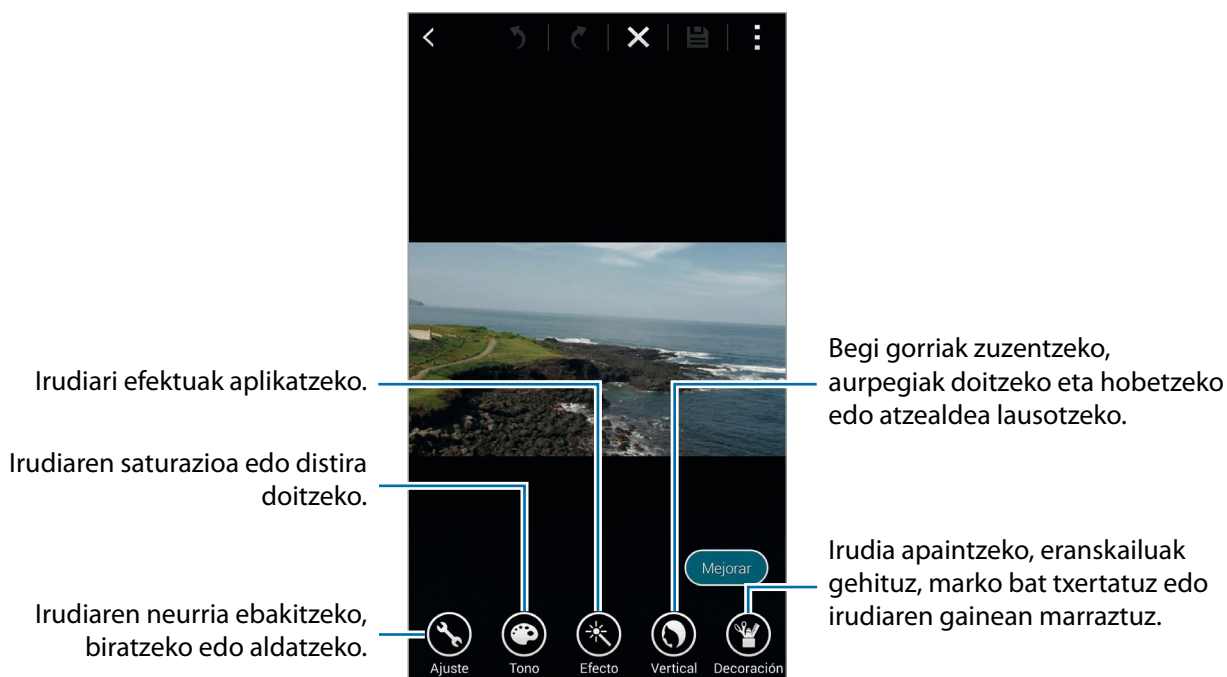 Irudiari efektuak aplikatzeko.
Irudiaren saturazioa edo distira
doitzeko.
Irudiaren neurria ebakitzeko,
biratzeko edo aldatzeko.
Begi gorriak zuzentzeko,
aurpegiak doitzeko eta hobetzeko
edo atzealdea lausotzeko.
Irudia apaintzeko, eranskailuak
gehituz, marko bat txertatuz edo
irudiaren gainean marraztuz.
Mejorar
Ajuste Tono Efecto Vertical Decoración